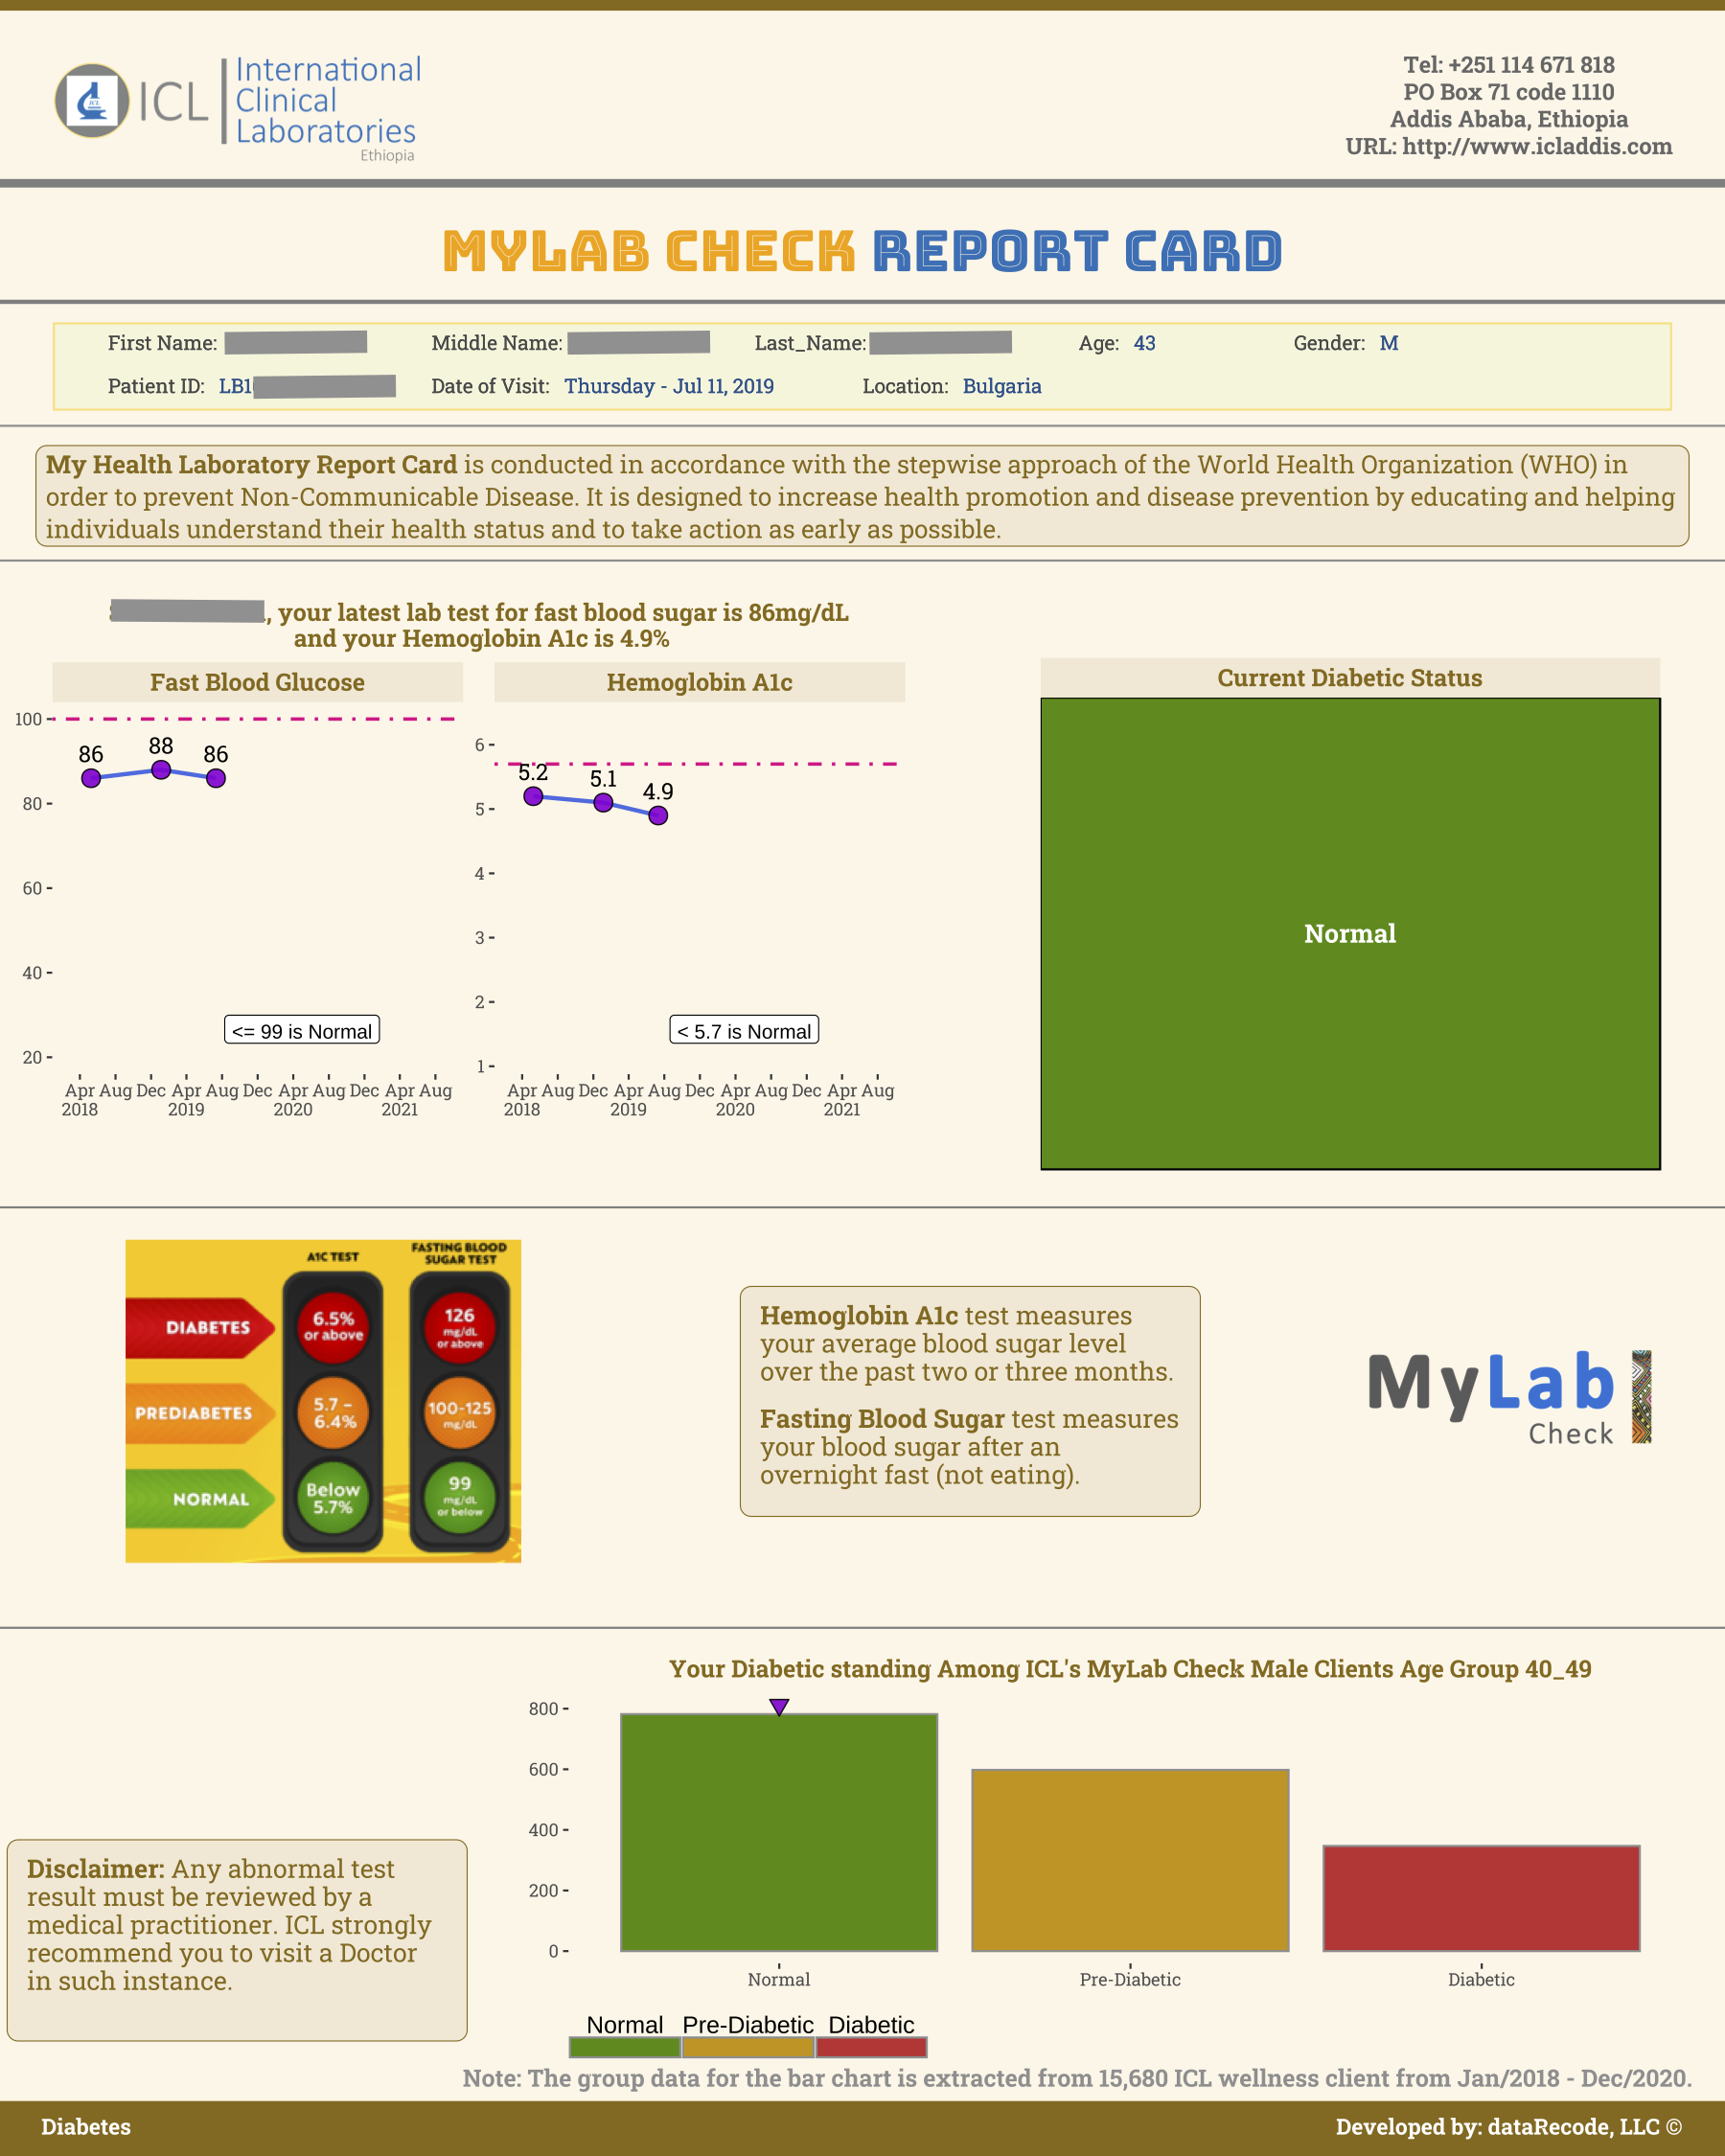 ICL
International
Clinical
Laboratories
Ethiopia
Tel: +251 114 671 818
PO Box 71 code 1110
Addis Ababa, Ethiopia
URL: http://www.icladdis.com
MYLAB CHECK REPORT CARD
First Name: Middle Name: Last_Name: Age: 43 Gender: M
Patient ID: LB1 Date of Visit: Thursday - Jul 11, 2019 Location: Bulgaria
My Health Laboratory Report Card is conducted in accordance with the stepwise approach of the World Health Organization (WHO) in
order to prevent Non-Communicable Disease. It is designed to increase health promotion and disease prevention by educating and helping
individuals understand their health status and to take action as early as possible.
, your latest lab test for fast blood sugar is 86mg/dL
and your Hemoglobin A1c is 4.9%
Fast Blood Glucose
100
80
60
40
20
86 88 86
<= 99 is Normal
Apr Aug Dec Apr Aug Dec Apr Aug Dec Apr Aug
2018 2019 2020 2021
Hemoglobin A1c
6
5
4
3
2
1
5.2 5.1 4.9
< 5.7 is Normal
Apr Aug Dec Apr Aug Dec Apr Aug Dec Apr Aug
2018 2019 2020 2021
Current Diabetic Status
Normal
A1C TEST
FASTING BLOOD
SUGAR TEST
DIABETES
6.5%
or above
126
mg/dL
or above
PREDIABETES
5.7 –
6.4%
100-125
mg/dL
NORMAL
Below
5.7%
99
mg/dL
or below
Hemoglobin A1c test measures
your average blood sugar level
over the past two or three months.
Fasting Blood Sugar test measures
your blood sugar after an
overnight fast (not eating).
MyLab
Check
Disclaimer: Any abnormal test
result must be reviewed by a
medical practitioner. ICL strongly
recommend you to visit a Doctor
in such instance.
Your Diabetic standing Among ICL's MyLab Check Male Clients Age Group 40_49
800
600
400
200
0
Normal Pre-Diabetic Diabetic
Normal Pre-Diabetic Diabetic
Note: The group data for the bar chart is extracted from 15,680 ICL wellness client from Jan/2018 - Dec/2020.
Diabetes
Developed by: dataRecode, LLC ©